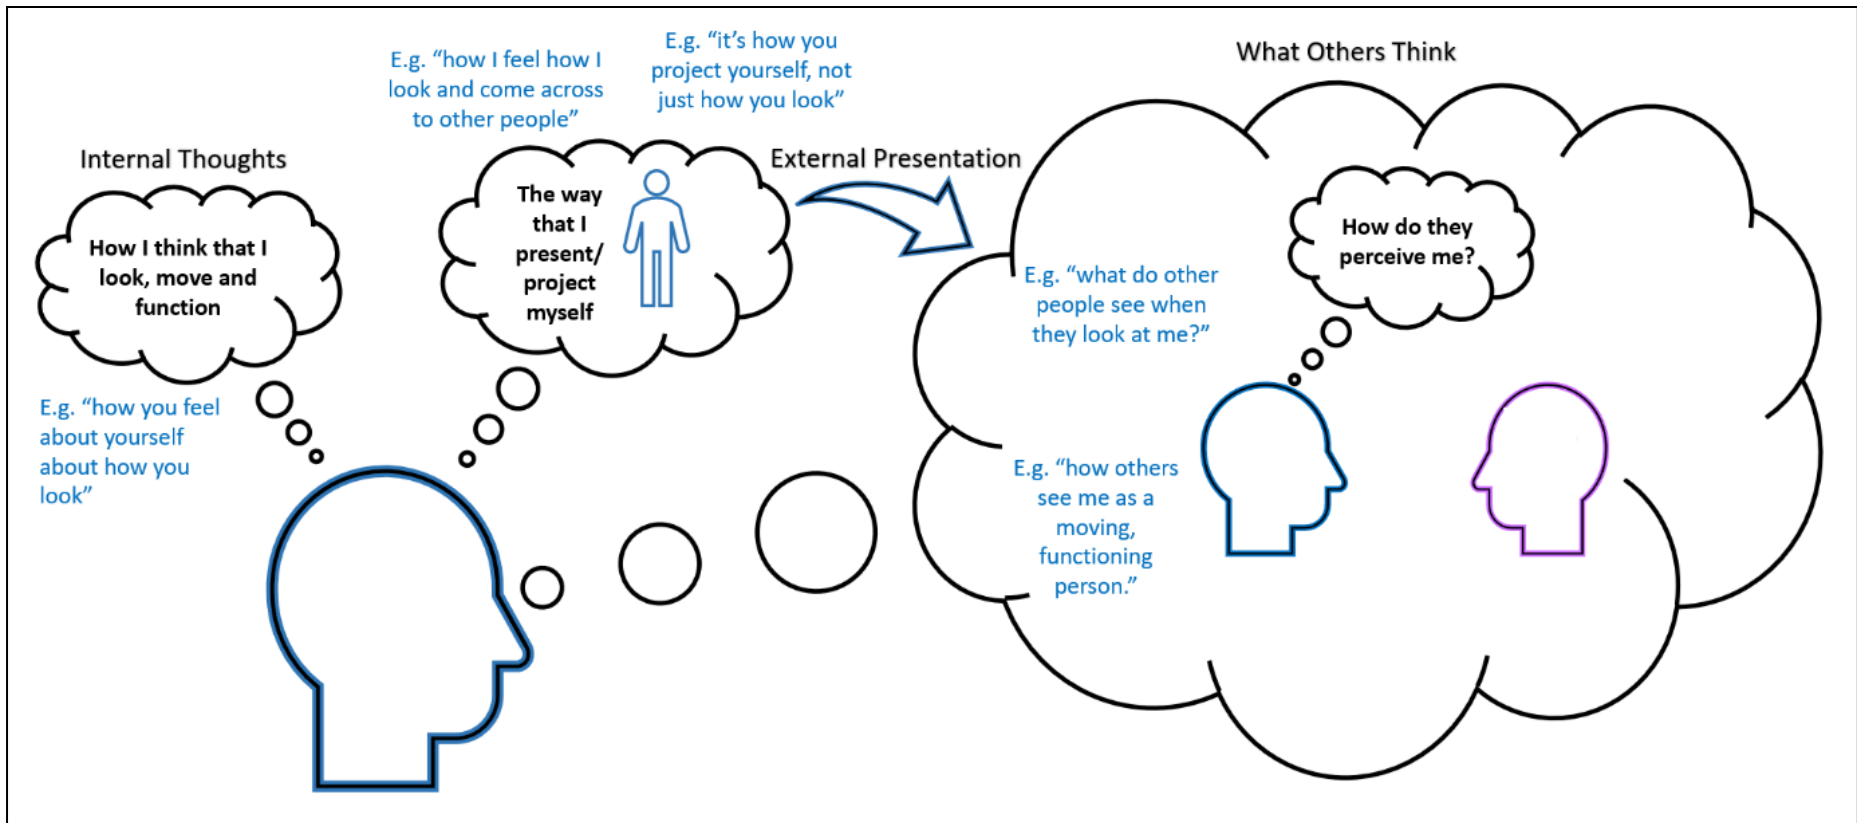 Internal Thoughts
How I think that I
look, move and
function
E.g. “how you feel
about yourself
about how you
look”
E.g. “how I feel how I
look and come across
to other people”
E.g. “it’s how you
project yourself, not
just how you look”
The way
that I
present/
project
myself
External Presentation
What Others Think
How do they
perceive me?
E.g. “what do other
people see when
they look at me?”
E.g. “how others
see me as a
moving,
functioning
person.”